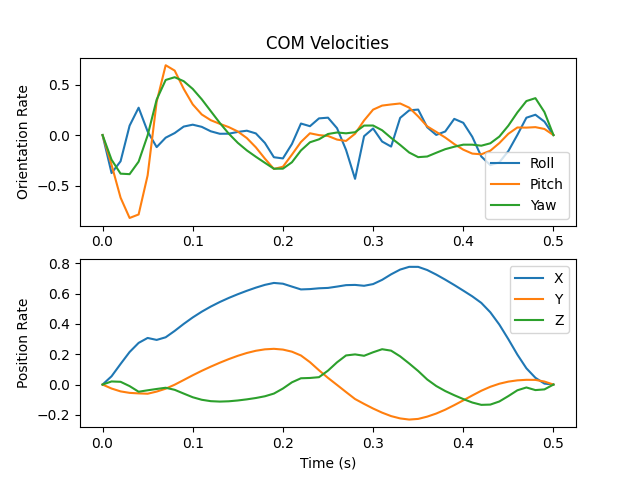 COM Velocities
Orientation Rate
0.5
0.0
−0.5
Roll
Pitch
Yaw
0.0 0.1 0.2 0.3 0.4 0.5
Position Rate
0.8
0.6
0.4
0.2
0.0
−0.2
X
Y
Z
0.0 0.1 0.2 0.3 0.4 0.5
Time (s)